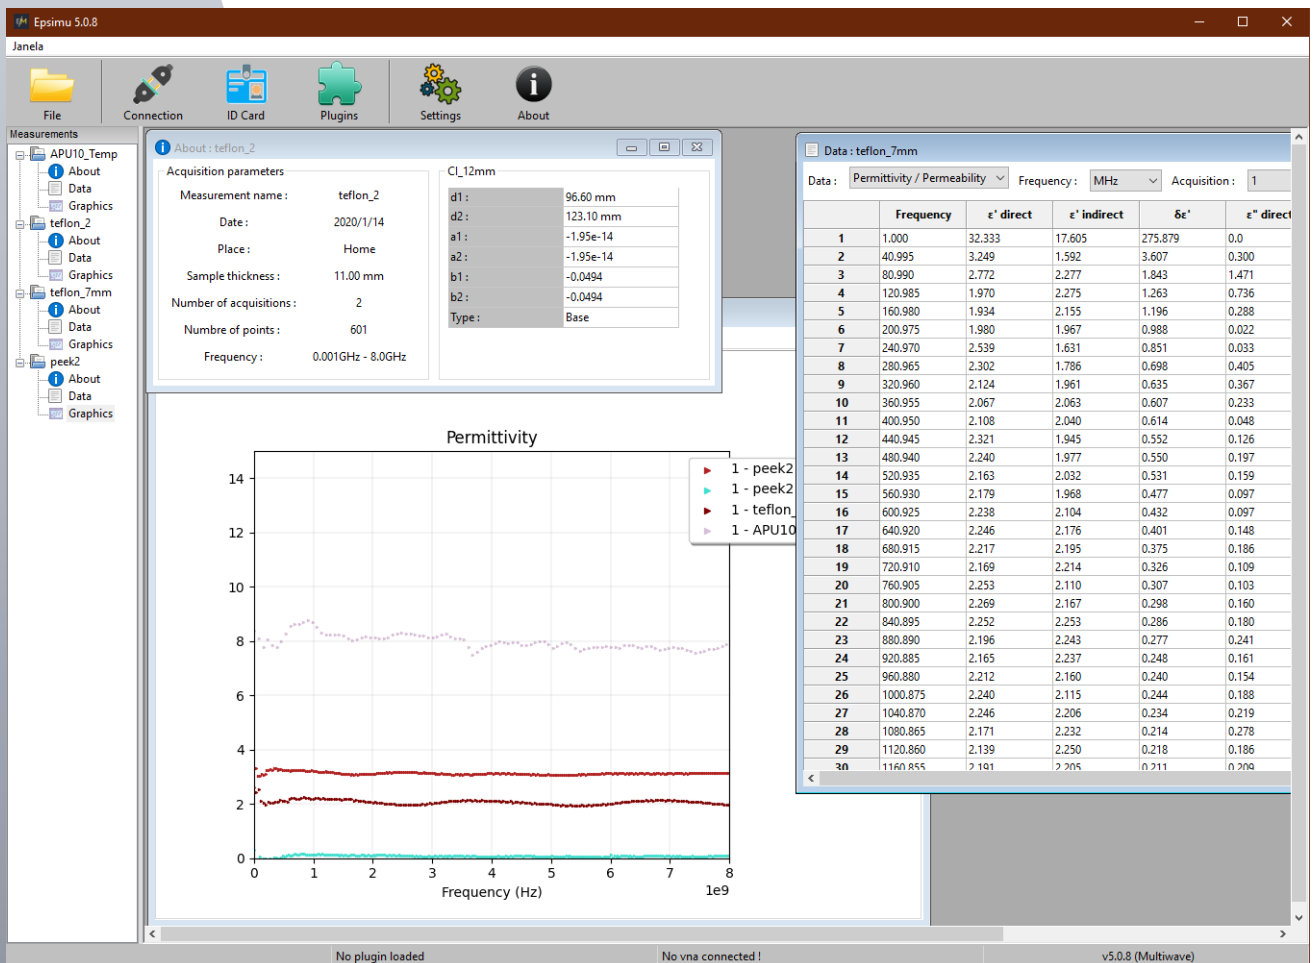 Epsimu 5.0.8
Janela
File Connection ID Card Plugins Settings About
Measurements
APU10_Temp
About
Data
Graphics
teflon_2
About
Data
Graphics
teflon_7mm
About
Data
Graphics
peek2
About
Data
Graphics
About : teflon_2
Acquisition parameters
Measurement name : teflon_2
Date : 2020/1/14
Place : Home
Sample thickness : 11.00 mm
Number of acquisitions : 2
Numbre of points : 601
Frequency : 0.001GHz - 8.0GHz
Cl_12mm
d1 : 96.60 mm
d2 : 123.10 mm
a1 : -1.95e-14
a2 : -1.95e-14
b1 : -0.0494
b2 : -0.0494
Type : Base
Permittivity
14
12
10
8
6
4
2
0
0 1 2 3 4 5 6 7 8
1e9
Frequency (Hz)
1 - peek2
1 - peek2
1 - teflon_
1 - APU10
Data : teflon_7mm
Data : Permittivity / Permeability Frequency : MHz Acquisition : 1
Frequency ε' direct ε' indirect δε' ε" direct
1 1.000 32.333 17.605 275.879 0.0
2 40.995 3.249 1.592 3.607 0.300
3 80.990 2.772 2.277 1.843 1.471
4 120.985 1.970 2.275 1.263 0.736
5 160.980 1.934 2.155 1.196 0.288
6 200.975 1.980 1.967 0.988 0.022
7 240.970 2.539 1.631 0.851 0.033
8 280.965 2.302 1.786 0.698 0.405
9 320.960 2.124 1.961 0.635 0.367
10 360.955 2.067 2.063 0.607 0.233
11 400.950 2.108 2.040 0.614 0.048
12 440.945 2.321 1.945 0.552 0.126
13 480.940 2.240 1.977 0.550 0.197
14 520.935 2.163 2.032 0.531 0.159
15 560.930 2.179 1.968 0.477 0.097
16 600.925 2.238 2.104 0.432 0.097
17 640.920 2.246 2.176 0.401 0.148
18 680.915 2.217 2.195 0.375 0.186
19 720.910 2.169 2.214 0.326 0.109
20 760.905 2.253 2.110 0.307 0.103
21 800.900 2.269 2.167 0.298 0.160
22 840.895 2.252 2.253 0.286 0.180
23 880.890 2.196 2.243 0.277 0.241
24 920.885 2.165 2.237 0.248 0.161
25 960.880 2.212 2.160 0.240 0.154
26 1000.875 2.240 2.115 0.244 0.188
27 1040.870 2.246 2.206 0.234 0.219
28 1080.865 2.171 2.232 0.214 0.278
29 1120.860 2.139 2.250 0.218 0.186
30 1160.855 2.191 2.205 0.211 0.209
No plugin loaded
No vna connected !
v5.0.8 (Multiwave)